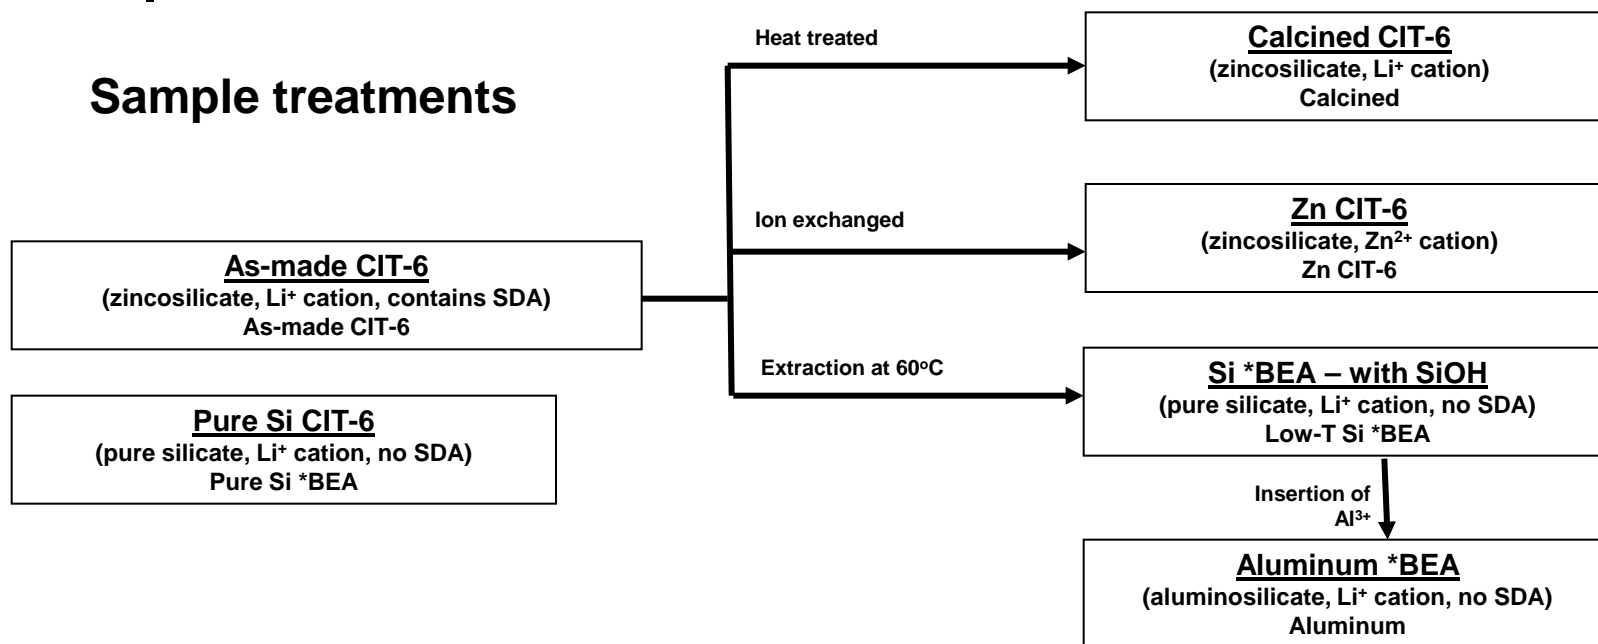 Sample treatments
Heat treated
Calcined CIT-6
(zincosilicate, Li⁺ cation)
Calcined
Ion exchanged
Zn CIT-6
(zincosilicate, Zn²⁺ cation)
Zn CIT-6
As-made CIT-6
(zincosilicate, Li⁺ cation, contains SDA)
As-made CIT-6
Extraction at 60ᵒC
Si *BEA – with SiOH
(pure silicate, Li⁺ cation, no SDA)
Low-T Si *BEA
Pure Si CIT-6
(pure silicate, Li⁺ cation, no SDA)
Pure Si *BEA
Insertion of
Al³⁺
Aluminum *BEA
(aluminosilicate, Li⁺ cation, no SDA)
Aluminum